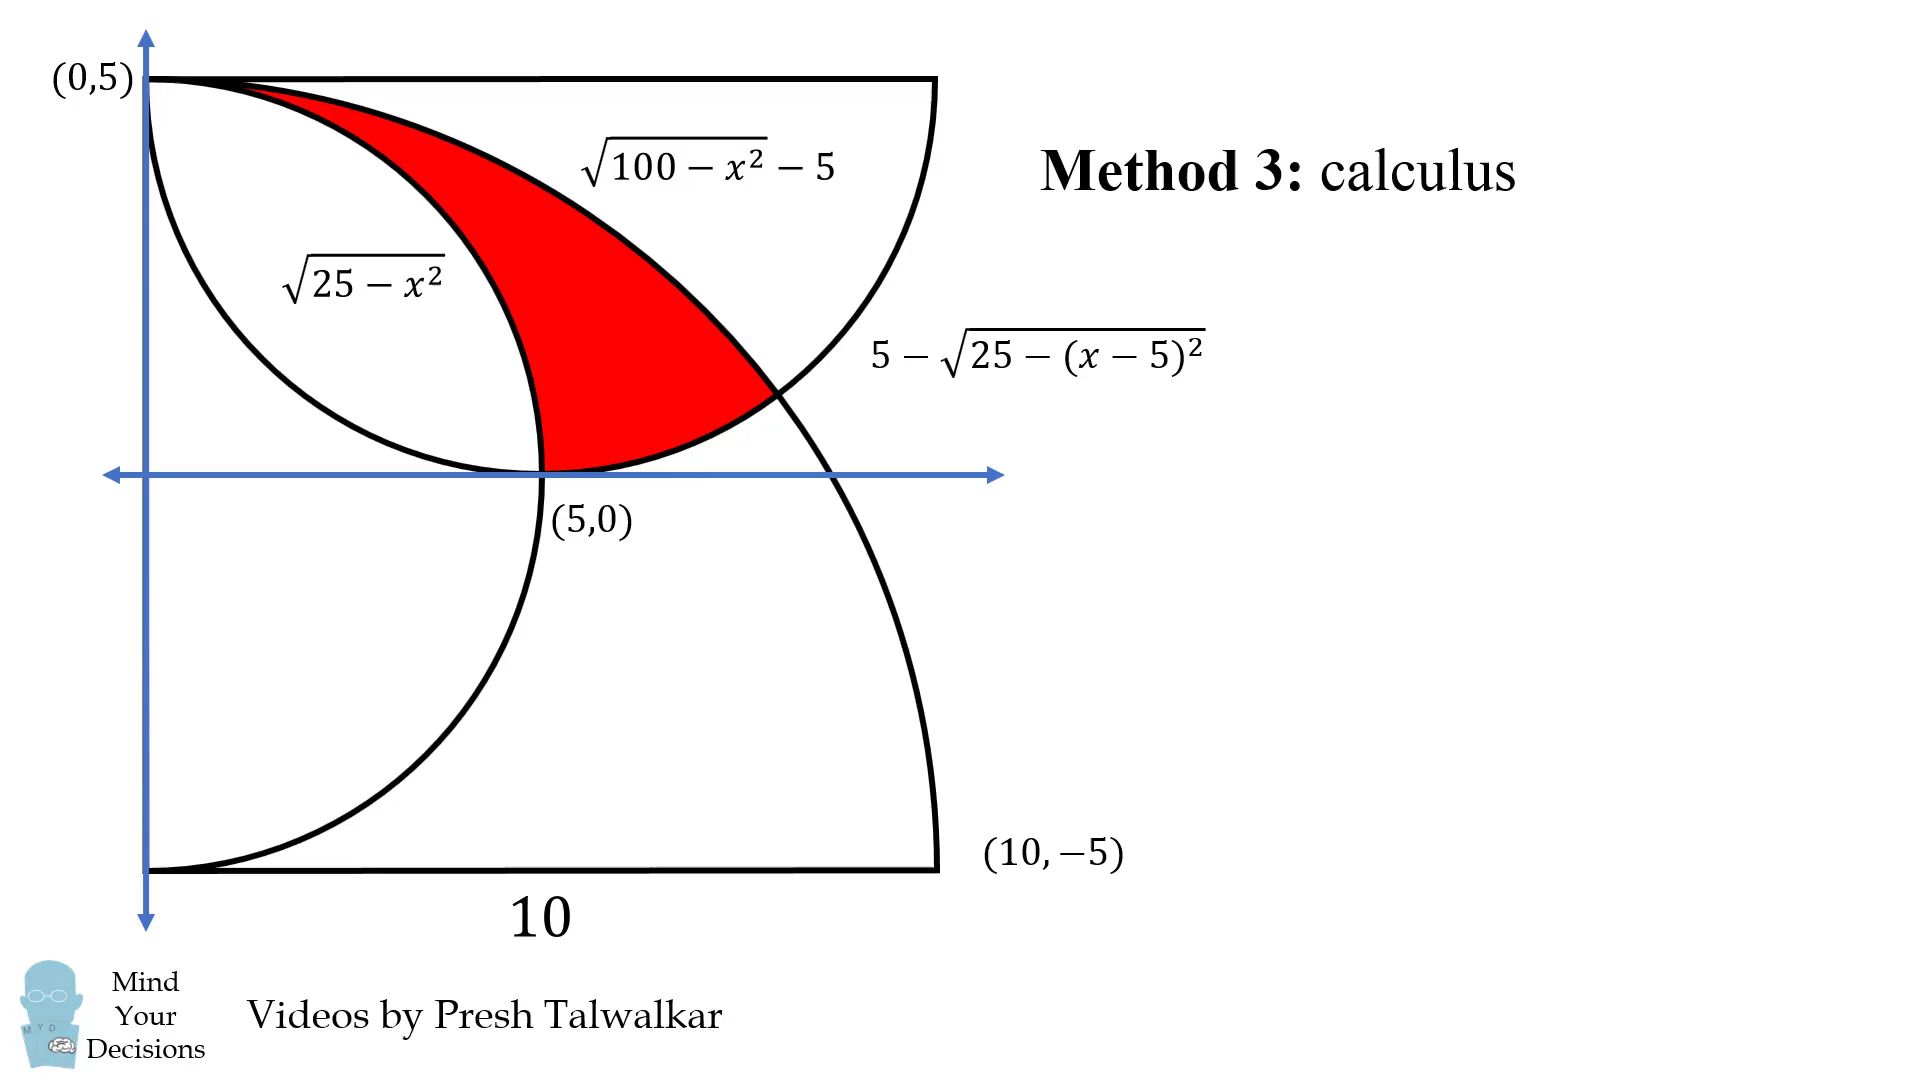 (0,5)
Method 3: calculus
√(100 − x²) − 5
√(25 − x²)
5 − √(25 − (x − 5)²)
(5,0)
(10, −5)
10
Mind
Your
Decisions
M Y D
Videos by Presh Talwalkar